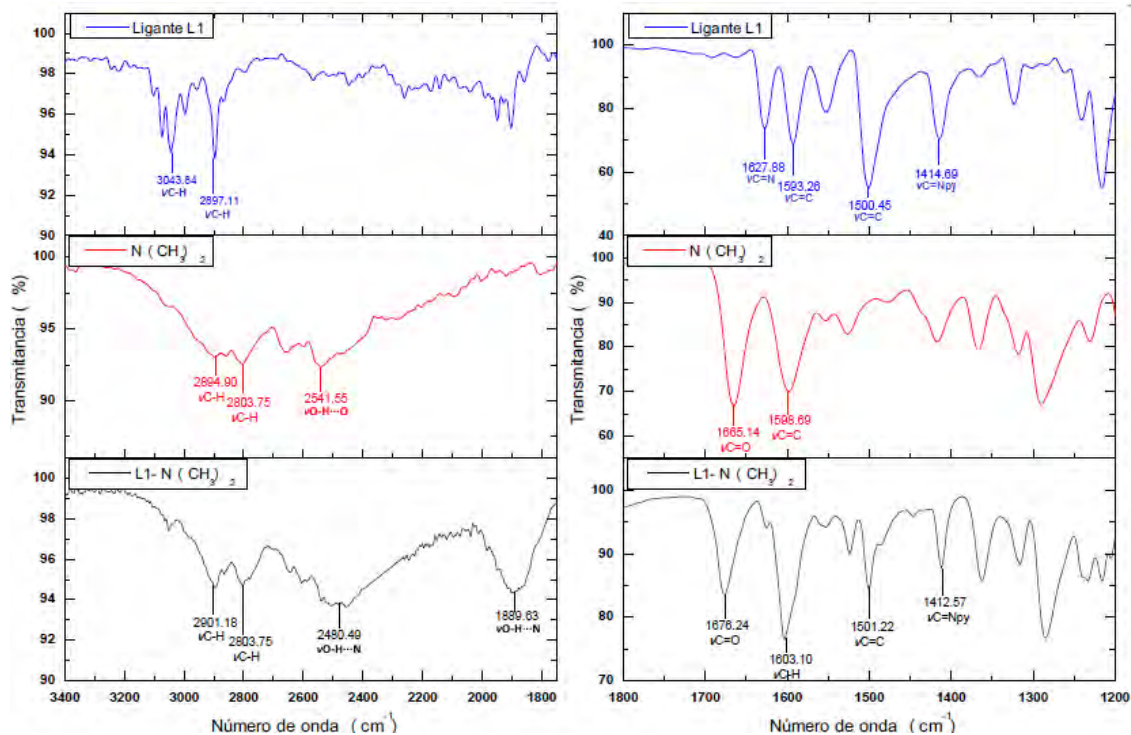 Ligante L1
100
98
96
94
92
90
3043.84
νC-H
2897.11
νC-H
N ( CH3 ) 2
100
95
90
2894.90
νC-H
2803.75
νC-H
2541.55
νO-H···O
L1- N ( CH3 ) 2
100
98
96
94
92
90
2901.18
νC-H
2803.75
νC-H
2480.49
νO-H···N
1889.63
νO-H···N
3400 3200 3000 2800 2600 2400 2200 2000 1800
Número de onda ( cm-1)
Transmitancia ( %)
Ligante L1
100
80
60
40
1627.88
νC=N
1593.26
νC=C
1500.45
νC=C
1414.69
νC=Npy
N ( CH3 ) 2
100
90
80
70
60
1665.14
νC=O
1598.69
νC=C
L1- N ( CH3 ) 2
100
90
80
70
1676.24
νC=O
1603.10
νC-H
1501.22
νC=C
1412.57
νC=Npy
1800 1700 1600 1500 1400 1300 1200
Número de onda ( cm-1)
Transmitancia ( %)